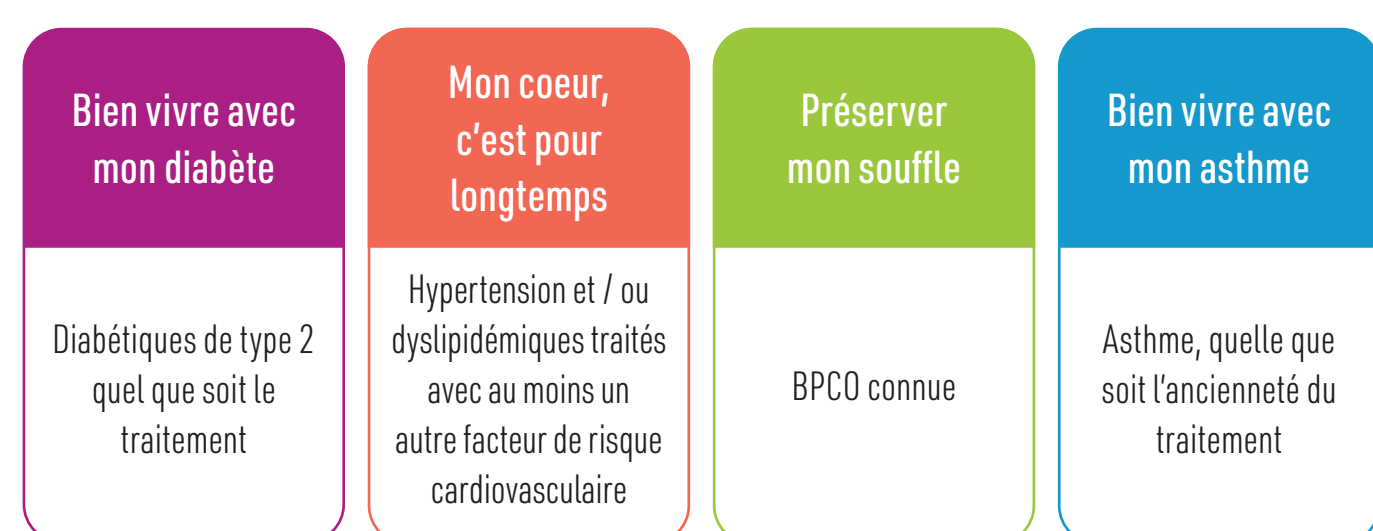 Bien vivre avec
mon diabète
Diabétiques de type 2
quel que soit le
traitement
Mon coeur,
c'est pour
longtemps
Hypertension et / ou
dyslipidémiques traités
avec au moins un
autre facteur de risque
cardiovasculaire
Préserver
mon souffle
BPCO connue
Bien vivre avec
mon asthme
Asthme, quelle que
soit l'ancienneté du
traitement